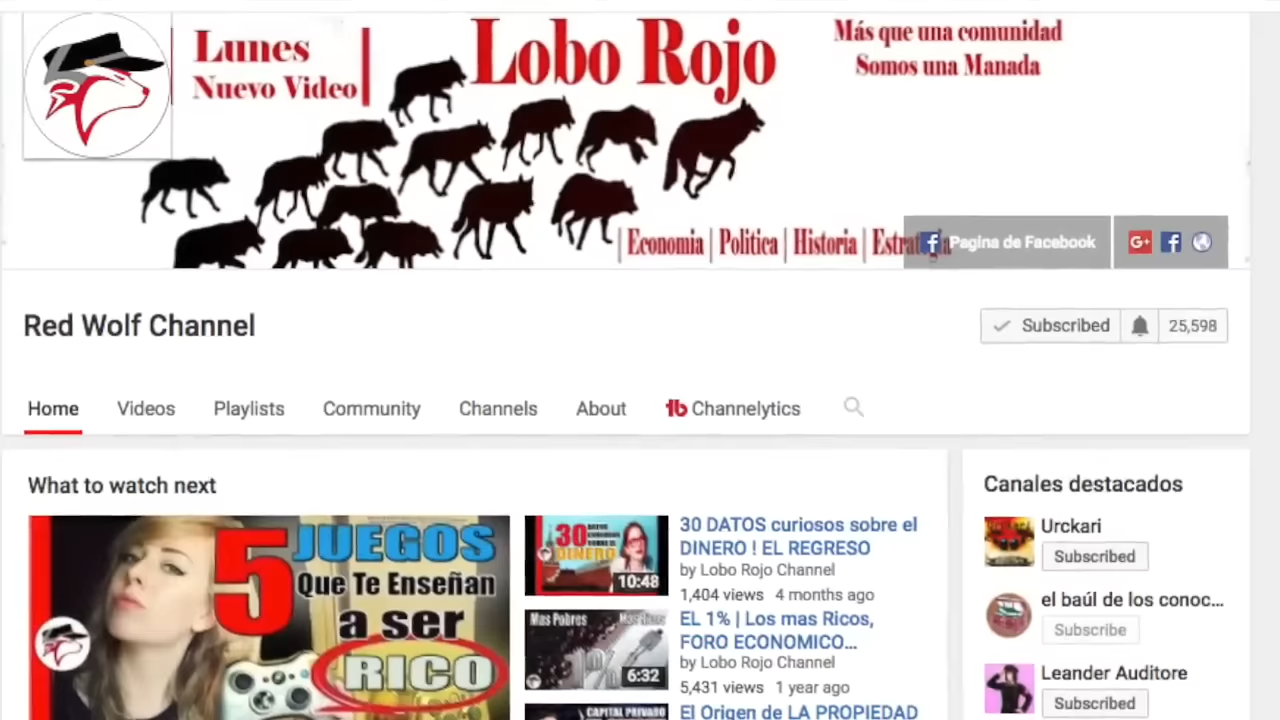 Lunes
Nuevo Video
Lobo Rojo
Más que una comunidad
Somos una Manada
| Economia | Politica | Historia | Estrategia
Pagina de Facebook
G+
Red Wolf Channel
Subscribed
25,598
Home
Videos
Playlists
Community
Channels
About
Channelytics
What to watch next
5 JUEGOS
Que Te Enseñan
a ser
RICO
30
DINERO
10:48
30 DATOS curiosos sobre el
DINERO ! EL REGRESO
by Lobo Rojo Channel
1,404 views 4 months ago
Mas Pobres
1%
6:32
EL 1% | Los mas Ricos,
FORO ECONOMICO...
by Lobo Rojo Channel
5,431 views 1 year ago
CAPITAL PRIVADO
El Origen de LA PROPIEDAD
Canales destacados
Urckari
Subscribed
el baúl de los conoc...
Subscribe
Leander Auditore
Subscribed